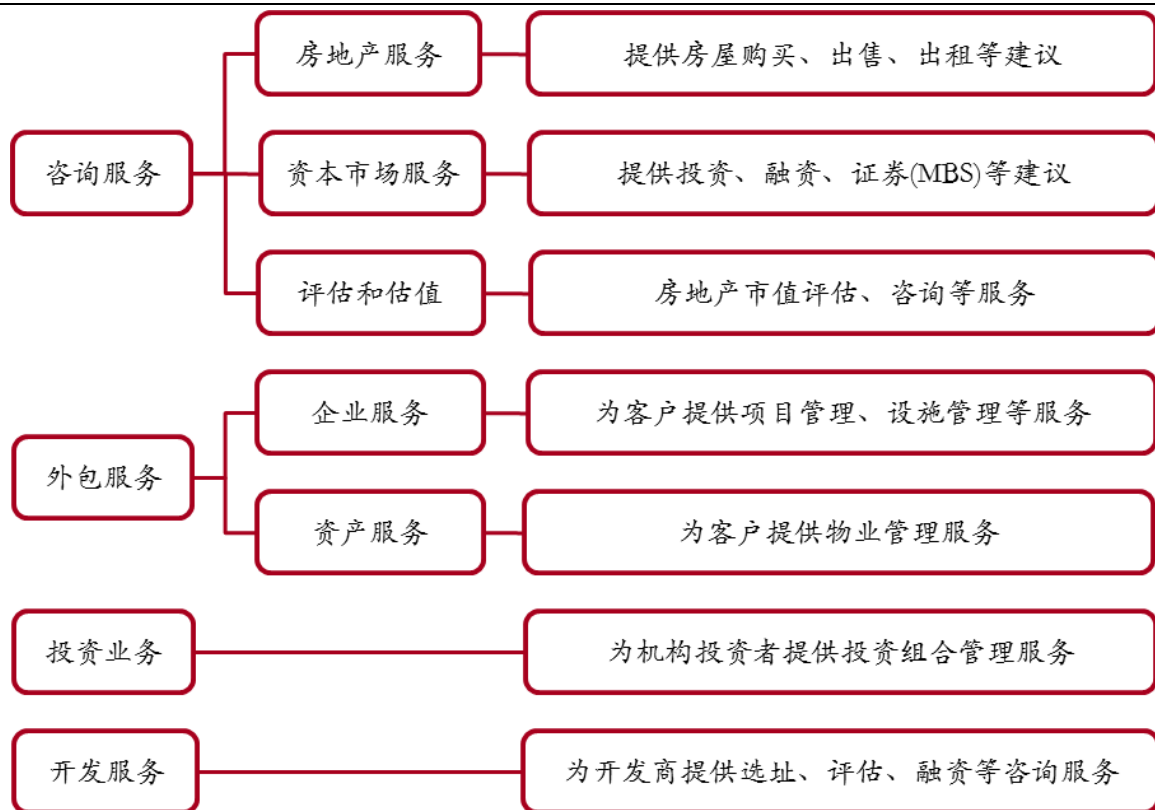 房地产服务
提供房屋购买、出售、出租等建议
咨询服务
资本市场服务
提供投资、融资、证券(MBS)等建议
评估和估值
房地产市值评估、咨询等服务
企业服务
为客户提供项目管理、设施管理等服务
外包服务
资产服务
为客户提供物业管理服务
投资业务
为机构投资者提供投资组合管理服务
开发服务
为开发商提供选址、评估、融资等咨询服务